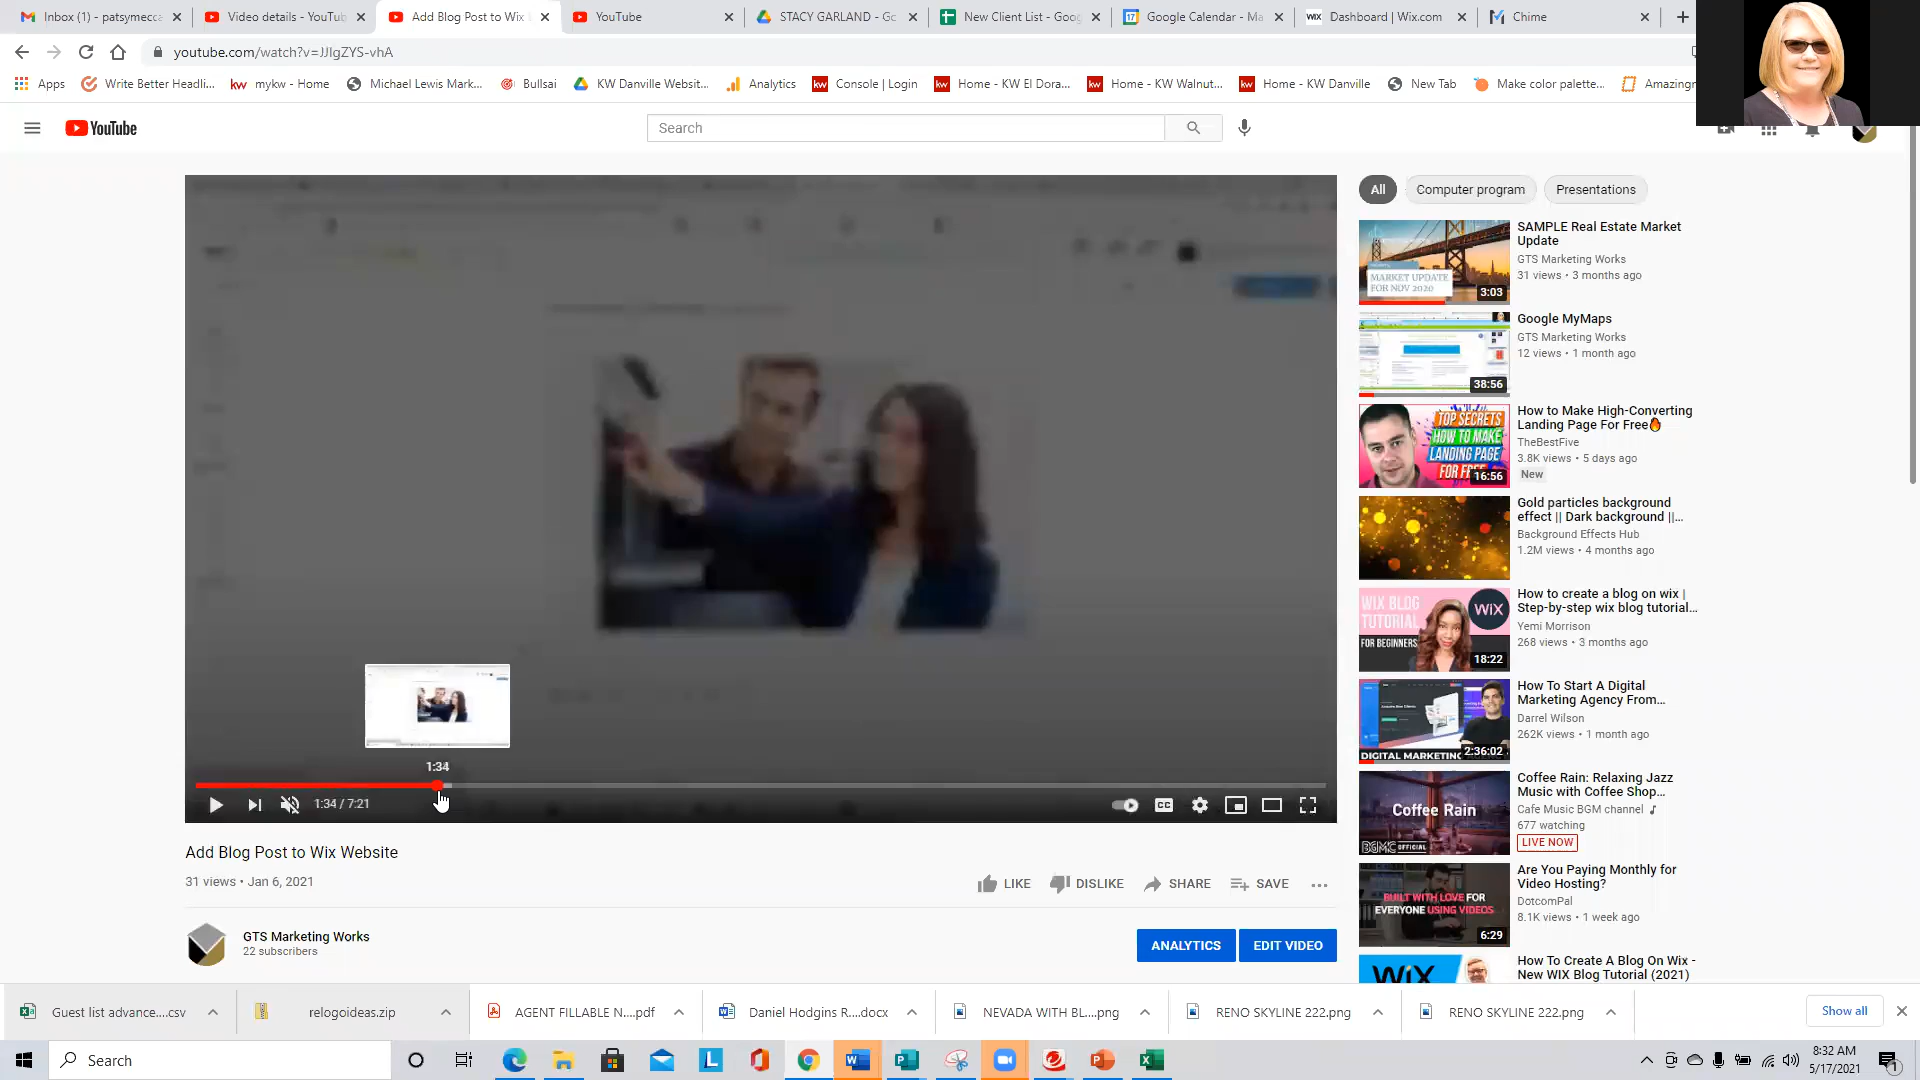 Inbox (1) - patsymecca
Video details - YouTub
Add Blog Post to Wix
YouTube
STACY GARLAND - Go
New Client List - Goog
Google Calendar - Ma
Dashboard | Wix.com
Chime
youtube.com/watch?v=JJIgZYS-vhA
Apps
Write Better Headli...
mykw - Home
Michael Lewis Mark...
Bullsai
KW Danville Websit...
Analytics
Console | Login
Home - KW El Dora...
Home - KW Walnut...
Home - KW Danville
New Tab
Make color palette...
Amazing
YouTube
Search
All
Computer program
Presentations
SAMPLE Real Estate Market
Update
GTS Marketing Works
31 views • 3 months ago
MARKET UPDATE
FOR NOV 2020
3:03
Google MyMaps
GTS Marketing Works
12 views • 1 month ago
38:56
How to Make High-Converting
Landing Page For Free🔥
TheBestFive
3.8K views • 5 days ago
New
TOP SECRETS
HOW TO MAKE
LANDING PAGE
FOR FREE
16:56
Gold particles background
effect || Dark background ||...
Background Effects Hub
1.2M views • 4 months ago
How to create a blog on wix |
Step-by-step wix blog tutorial...
Yemi Morrison
268 views • 3 months ago
WIX BLOG
TUTORIAL
FOR BEGINNERS
WiX
18:22
How To Start A Digital
Marketing Agency From...
Darrel Wilson
262K views • 1 month ago
DIGITAL MARKETING
2:36:02
Coffee Rain: Relaxing Jazz
Music with Coffee Shop...
Cafe Music BGM channel ♪
677 watching
LIVE NOW
Coffee Rain
BGMC OFFICIAL
Are You Paying Monthly for
Video Hosting?
DotcomPal
8.1K views • 1 week ago
BUILT WITH LOVE FOR
EVERYONE USING VIDEOS
6:29
How To Create A Blog On Wix -
New WIX Blog Tutorial (2021)
WiX
1:34
1:34 / 7:21
CC
Add Blog Post to Wix Website
31 views • Jan 6, 2021
LIKE
DISLIKE
SHARE
SAVE
GTS Marketing Works
22 subscribers
ANALYTICS
EDIT VIDEO
Guest list advance....csv
relogoideas.zip
AGENT FILLABLE N....pdf
Daniel Hodgins R....docx
NEVADA WITH BL....png
RENO SKYLINE 222.png
RENO SKYLINE 222.png
Show all
Search
8:32 AM
5/17/2021